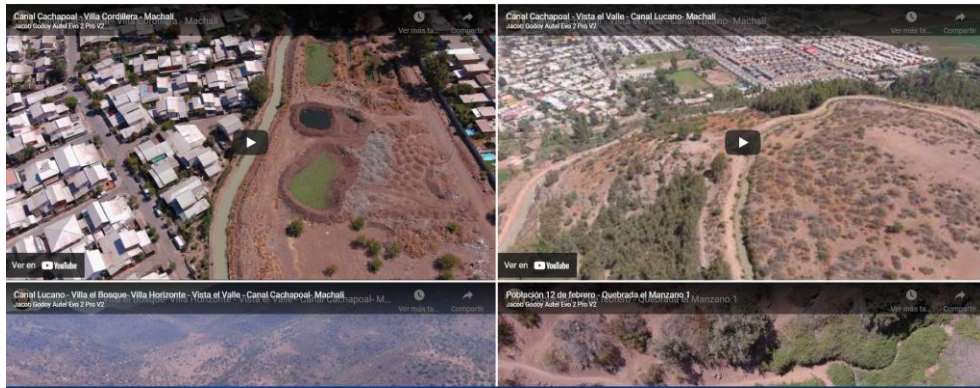 Canal Cachapoal - Villa Cordillera - Machalí
Jacob Godoy Autel Evo 2 Pro V2
Ver más ta...
Compartir
Ver en YouTube
Canal Cachapoal - Vista el Valle - Canal Lucano- Machalí
Jacob Godoy Autel Evo 2 Pro V2
Ver más ta...
Compartir
Ver en YouTube
Canal Lucano - Villa el Bosque- Villa Horizonte - Vista el Valle - Canal Cachapoal- Machalí
Jacob Godoy Autel Evo 2 Pro V2
Ver más ta...
Compartir
Población 12 de febrero - Quebrada el Manzano 1
Jacob Godoy Autel Evo 2 Pro V2
Ver más ta...
Compartir